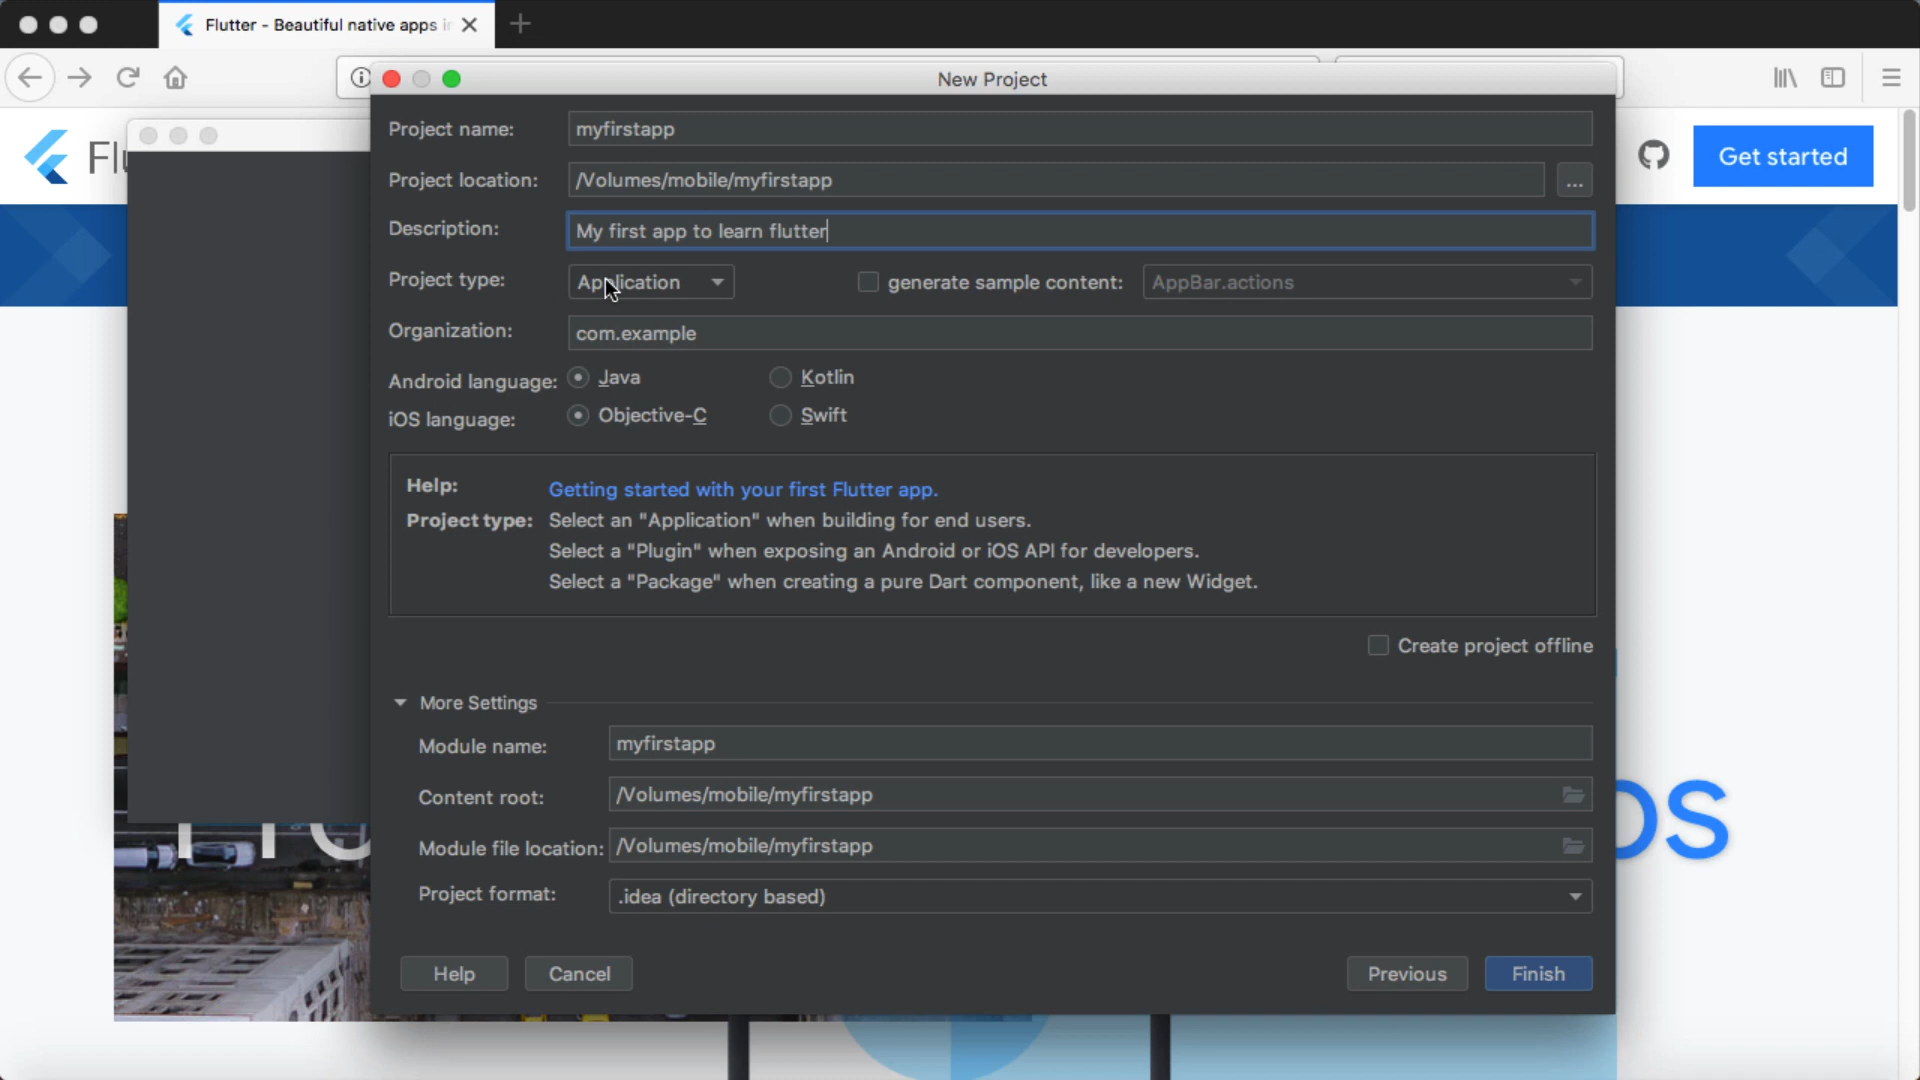 Flutter - Beautiful native apps i
New Project
Project name: myfirstapp
Project location: /Volumes/mobile/myfirstapp ...
Get started
Description: My first app to learn flutter
Project type: Application generate sample content: AppBar.actions
Organization: com.example
Android language: Java Kotlin
iOS language: Objective-C Swift
Help: Getting started with your first Flutter app.
Project type: Select an "Application" when building for end users.
Select a "Plugin" when exposing an Android or iOS API for developers.
Select a "Package" when creating a pure Dart component, like a new Widget.
Create project offline
More Settings
Module name: myfirstapp
Content root: /Volumes/mobile/myfirstapp
Module file location: /Volumes/mobile/myfirstapp
Project format: .idea (directory based)
Help Cancel Previous Finish